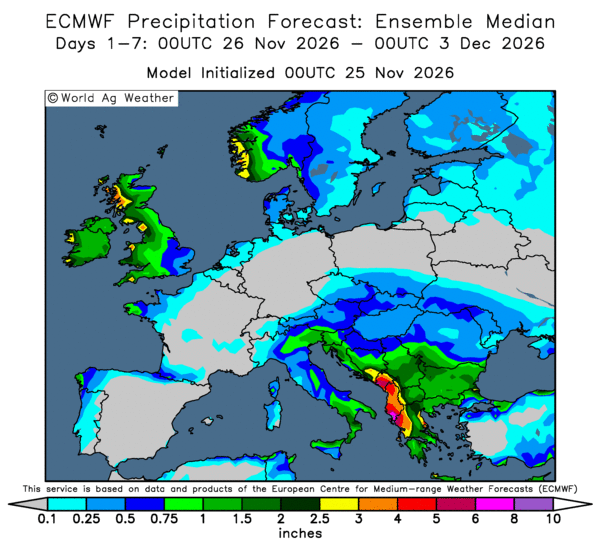 ECMWF Precipitation Forecast: Ensemble Median
Days 1-7: 00UTC 26 Nov 2026 - 00UTC 3 Dec 2026
Model Initialized 00UTC 25 Nov 2026
©World Ag Weather
This service is based on data and products of the European Centre for Medium-range Weather Forecasts (ECMWF)
0.1 0.25 0.5 0.75 1 1.5 2 2.5 3 4 5 6 8 10
inches